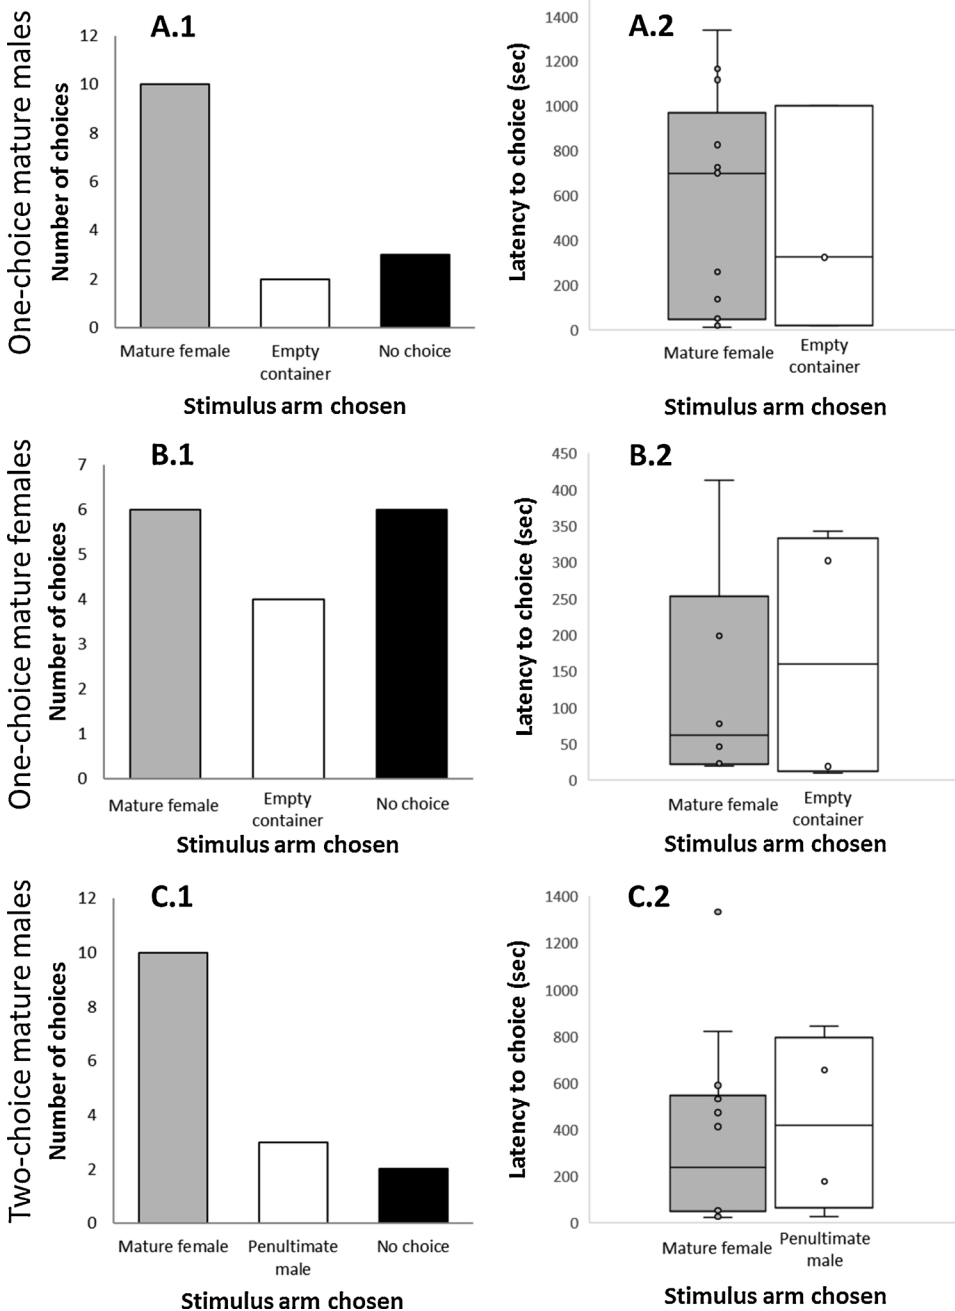 One-choice mature males
A.1
Number of choices
12
10
8
6
4
2
0
Mature female
Empty
container
No choice
Stimulus arm chosen
A.2
Latency to choice (sec)
1400
1200
1000
800
600
400
200
0
Mature female
Empty
container
Stimulus arm chosen
One-choice mature females
B.1
Number of choices
7
6
5
4
3
2
1
0
Mature female
Empty
container
No choice
Stimulus arm chosen
B.2
Latency to choice (sec)
450
400
350
300
250
200
150
100
50
0
Mature female
Empty
container
Stimulus arm chosen
Two-choice mature males
C.1
Number of choices
12
10
8
6
4
2
0
Mature female
Penultimate
male
No choice
Stimulus arm chosen
C.2
Latency to choice (sec)
1400
1200
1000
800
600
400
200
0
Mature female
Penultimate
male
Stimulus arm chosen